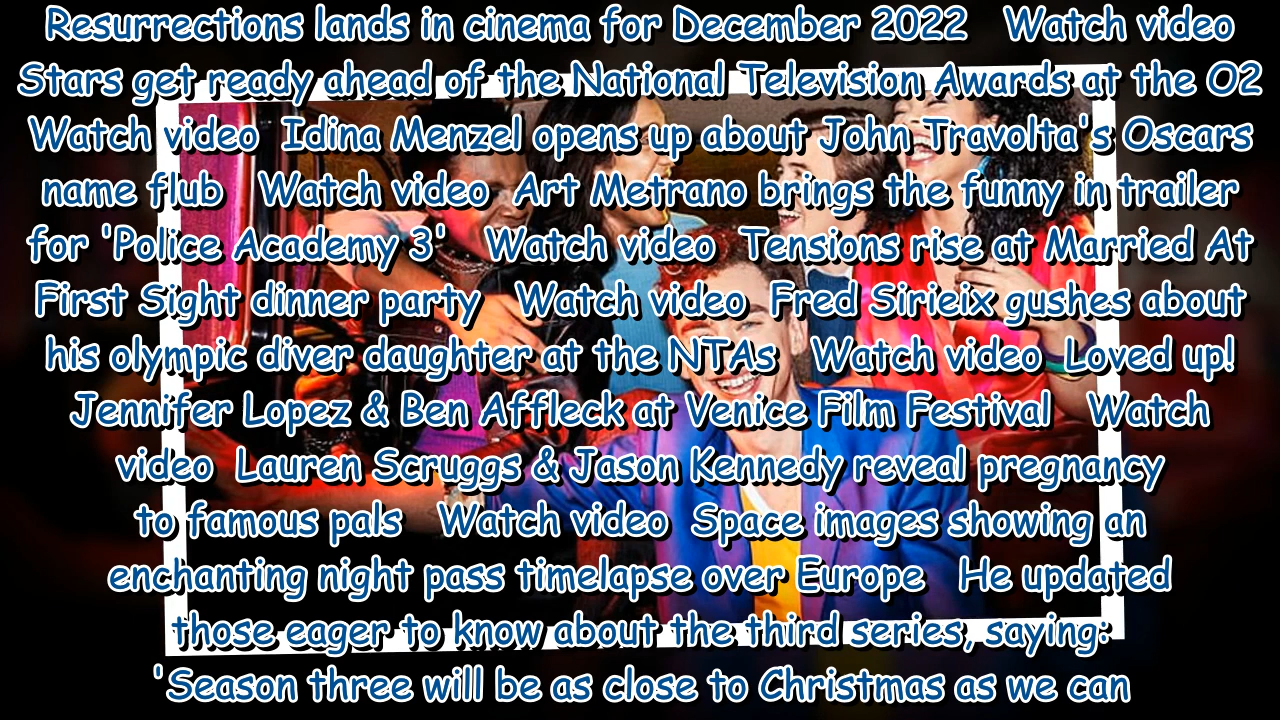 Resurrections lands in cinema for December 2022 Watch video
Stars get ready ahead of the National Television Awards at the O2
Watch video Idina Menzel opens up about John Travolta's Oscars
name flub Watch video Art Metrano brings the funny in trailer
for 'Police Academy 3' Watch video Tensions rise at Married At
First Sight dinner party Watch video Fred Sirieix gushes about
his olympic diver daughter at the NTAs Watch video Loved up!
Jennifer Lopez & Ben Affleck at Venice Film Festival Watch
video Lauren Scruggs & Jason Kennedy reveal pregnancy
to famous pals Watch video Space images showing an
enchanting night pass timelapse over Europe He updated
those eager to know about the third series, saying:
'Season three will be as close to Christmas as we can